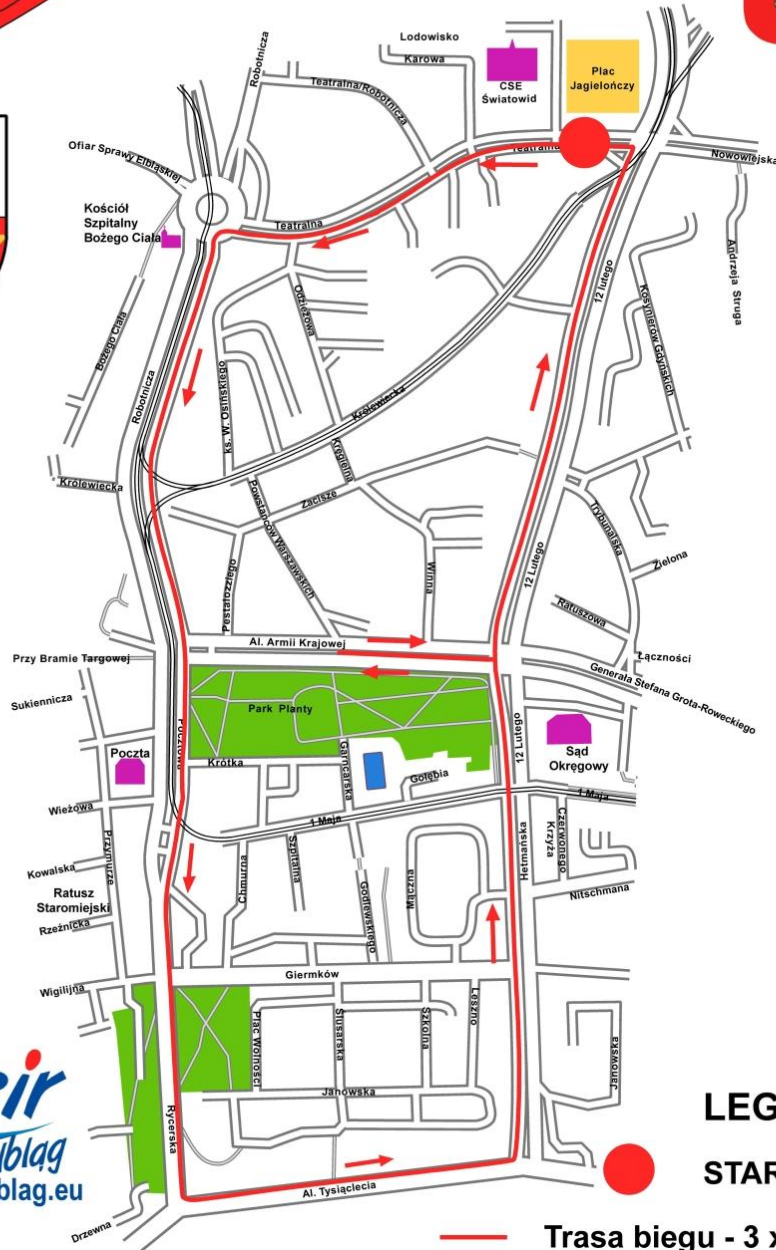 Lodowisko
Karowa
CSE
Światowid
Plac
Jagielończy
Robotnicza
Teatralna/Robotnicza
Teatralna
Nowowiejska
Ofiar Sprawy Elbląskiej
Kościół
Szpitalny
Bożego Ciała
Teatralna
Andrzeja Struga
12 lutego
Kosynierów Gdyńskich
Odzieżowa
Bożego Ciała
Robotnicza
ks. W. Osińskiego
Królewiecka
Kręgielna
Królewiecka
Zacisze
Powstańców Warszawskich
Trybunalska
12 Lutego
Zielona
Pestalozziego
Winna
Ratuszowa
Al. Armii Krajowej
Przy Bramie Targowej
Łączności
Generała Stefana Grota-Roweckiego
Sukiennicza
Park Planty
Pocztowa
12 Lutego
Poczta
Krótka
Garncarska
Gołębia
Sąd
Okręgowy
Wieżowa
1 Maja
1 Maja
Przymurze
Hetmańska
Czerwonego
Krzyża
Kowalska
Chmurna
Szpitalna
Mączna
Nitschmana
Ratusz
Staromiejski
Godlewskiego
Rzeźnicka
Giermków
Wigilijna
Plac Wolności
Ślusarska
Szkolna
Leszno
Janowska
Janowska
Rycerska
LEG
STAR
Al. Tysiąclecia
Drzewna
blag.eu
Trasa biegu - 3 x